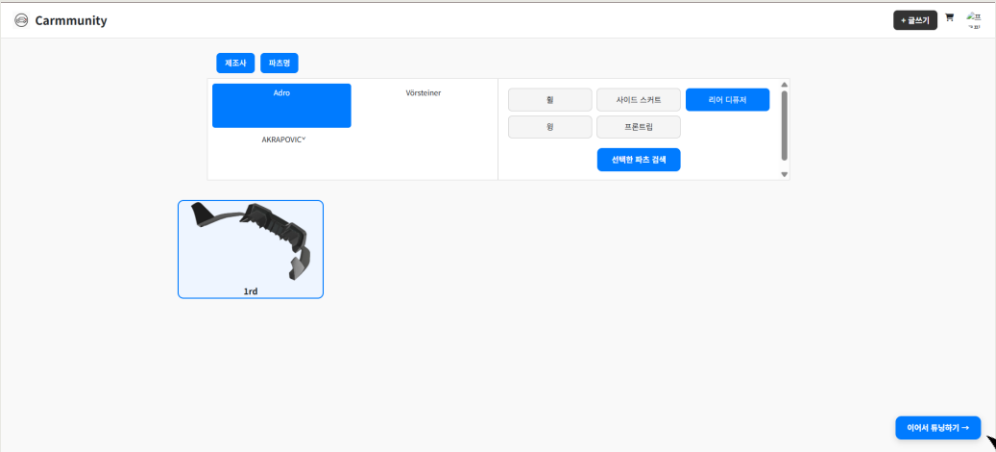 Carmmunity
+ 글쓰기
제조사 파츠명
Adro Vörsteiner
AKRAPOVIC®
휠 사이드 스커트 리어 디퓨저
윙 프론트립
선택한 파츠 검색
1rd
이어서 튜닝하기 →